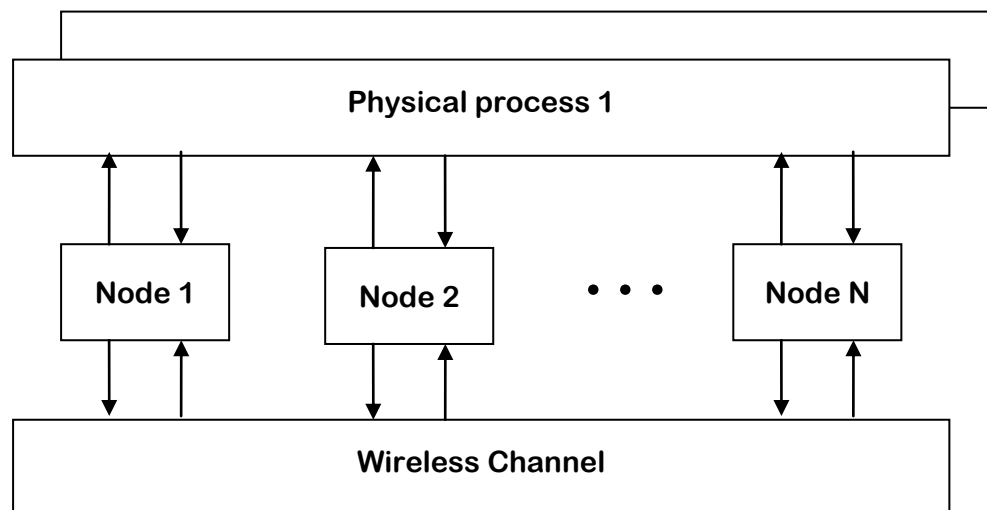 Physical process 1
Node 1
Node 2
• • •
Node N
Wireless Channel